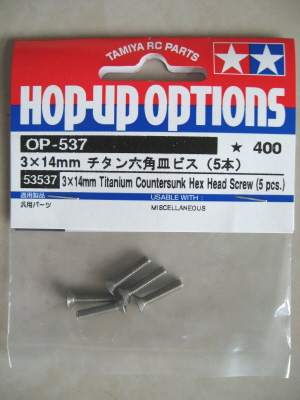 TAMIYA RC PARTS
HOP-UP OPTIONS
OP-537
★ 400
3×14mm チタン六角皿ビス (5本)
53537 3×14mm Titanium Countersunk Hex Head Screw (5 pcs.)
適用製品
汎用パーツ
USABLE WITH :
MISCELLANEOUS